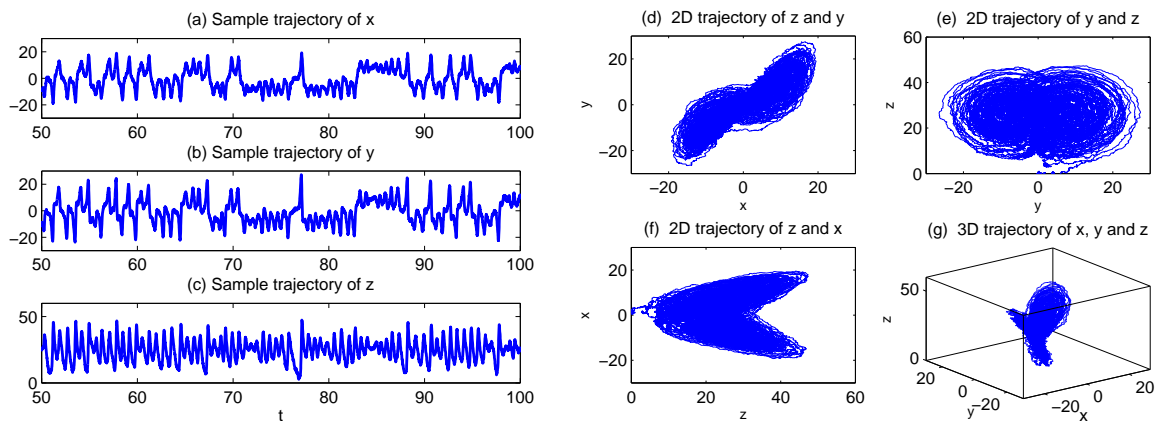 (a) Sample trajectory of x
20
0
−20
50 60 70 80 90 100
(b) Sample trajectory of y
20
0
−20
50 60 70 80 90 100
(c) Sample trajectory of z
50
0
50 60 70 80 90 100
t
(d) 2D trajectory of z and y
20
0
−20
y
−20 0 20
x
(e) 2D trajectory of y and z
60
40
20
0
z
−20 0 20
y
(f) 2D trajectory of z and x
20
0
−20
x
0 20 40 60
z
(g) 3D trajectory of x, y and z
50
0
z
20
0
−20
y
−20
0
20
x